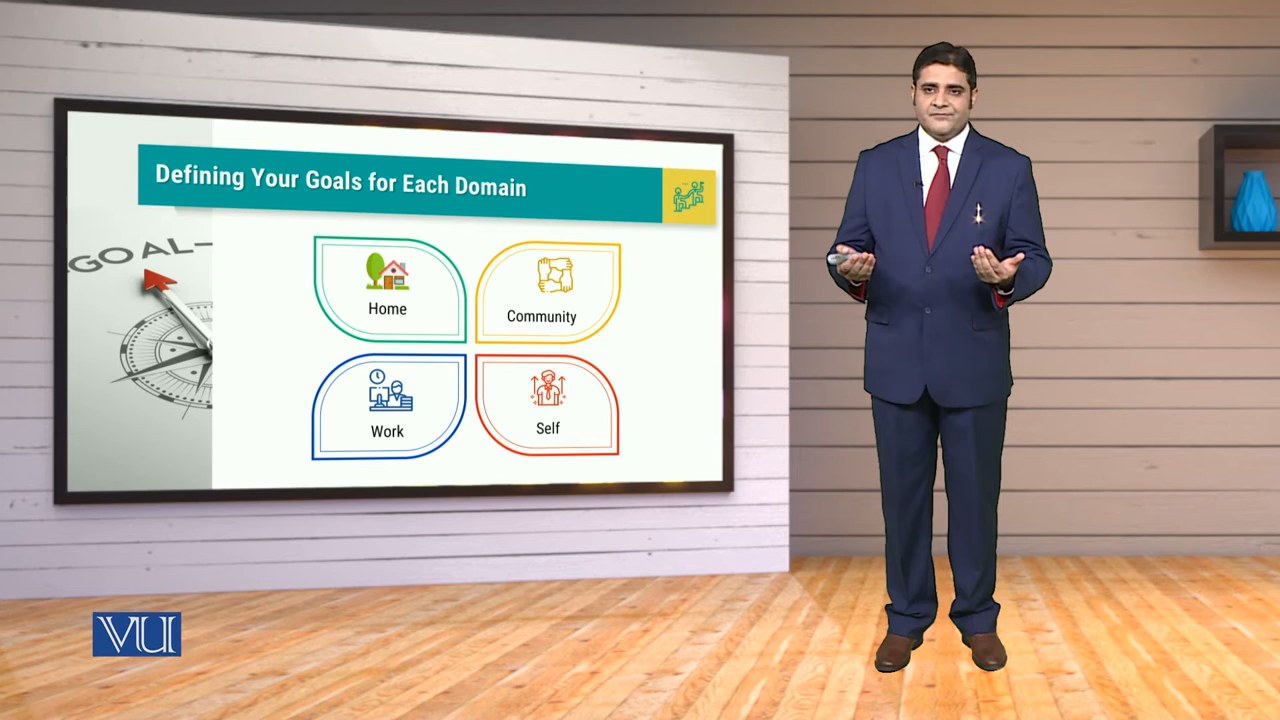 Defining Your Goals for Each Domain
GOAL
Home
Community
Work
Self
VU